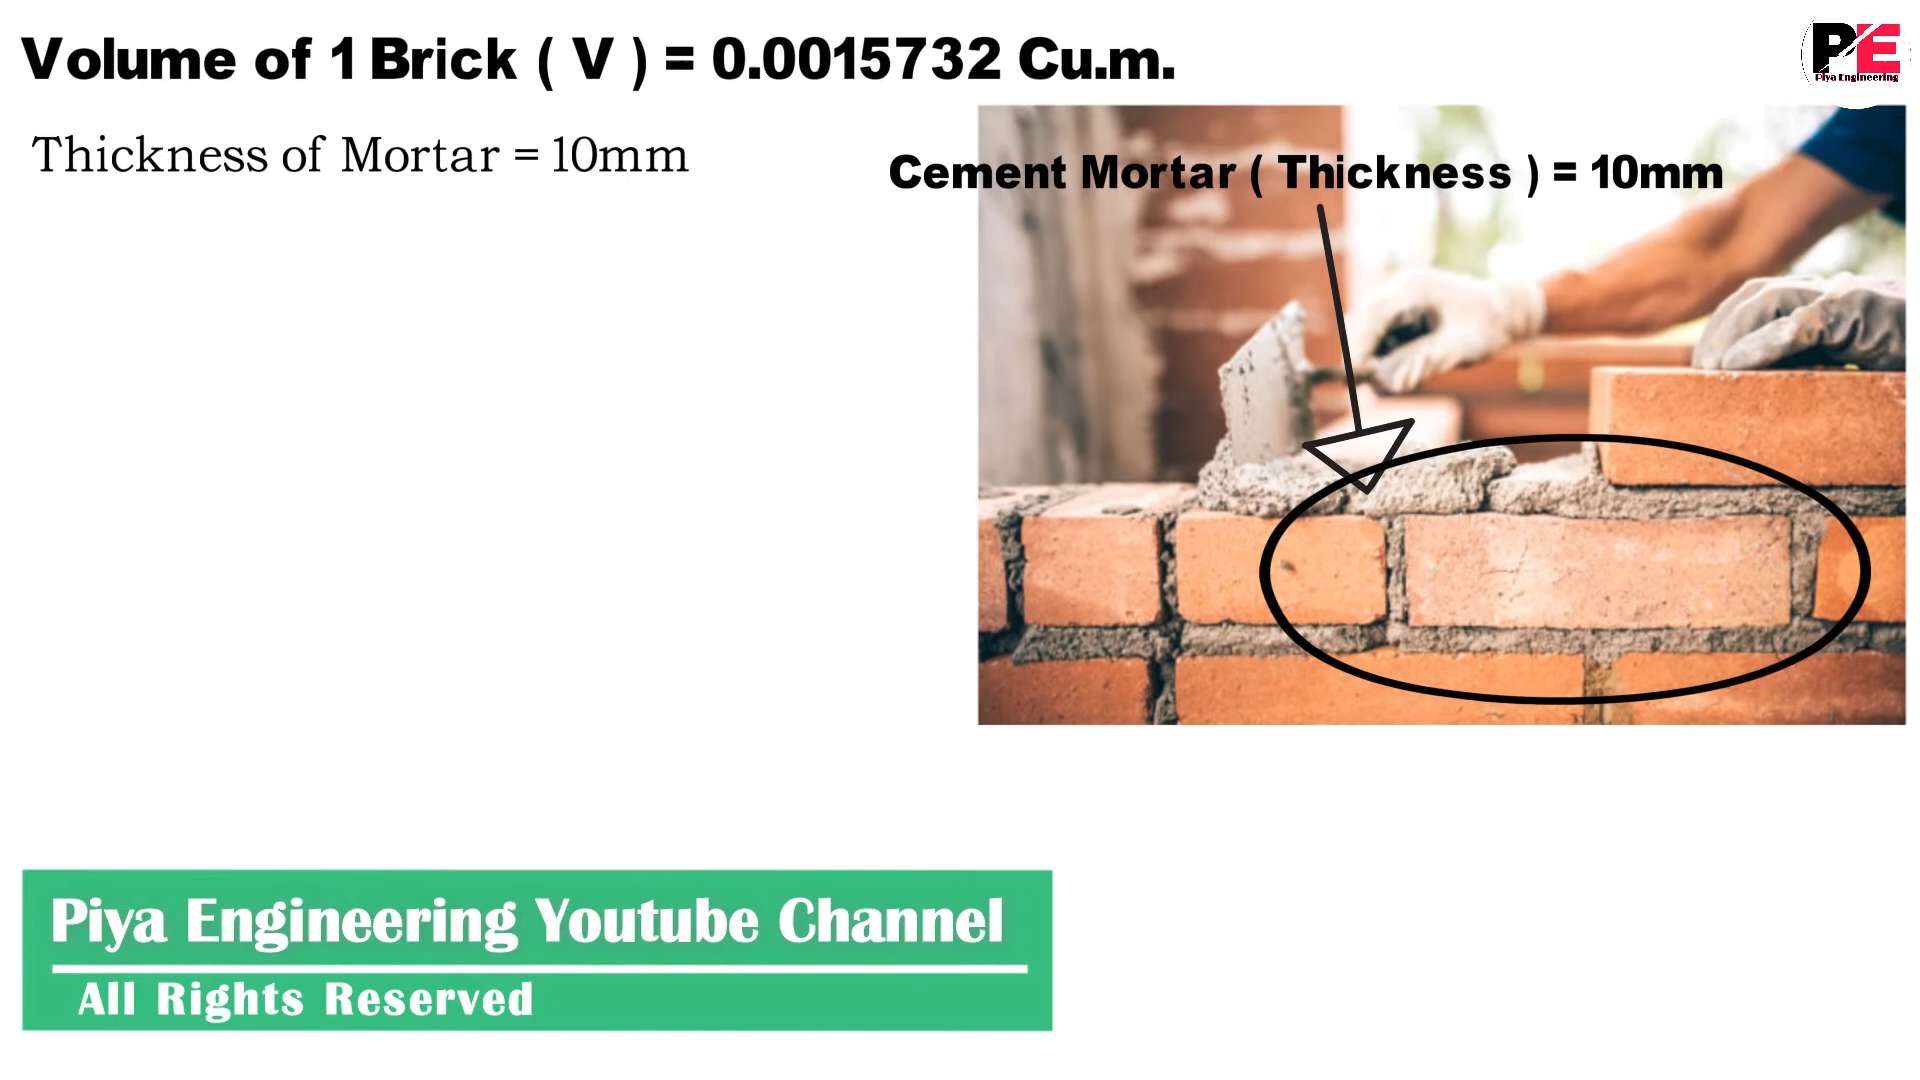 Volume of 1 Brick ( V ) = 0.0015732 Cu.m.
PE
Piya Engineering
Thickness of Mortar = 10mm
Cement Mortar ( Thickness ) = 10mm
Piya Engineering Youtube Channel
All Rights Reserved